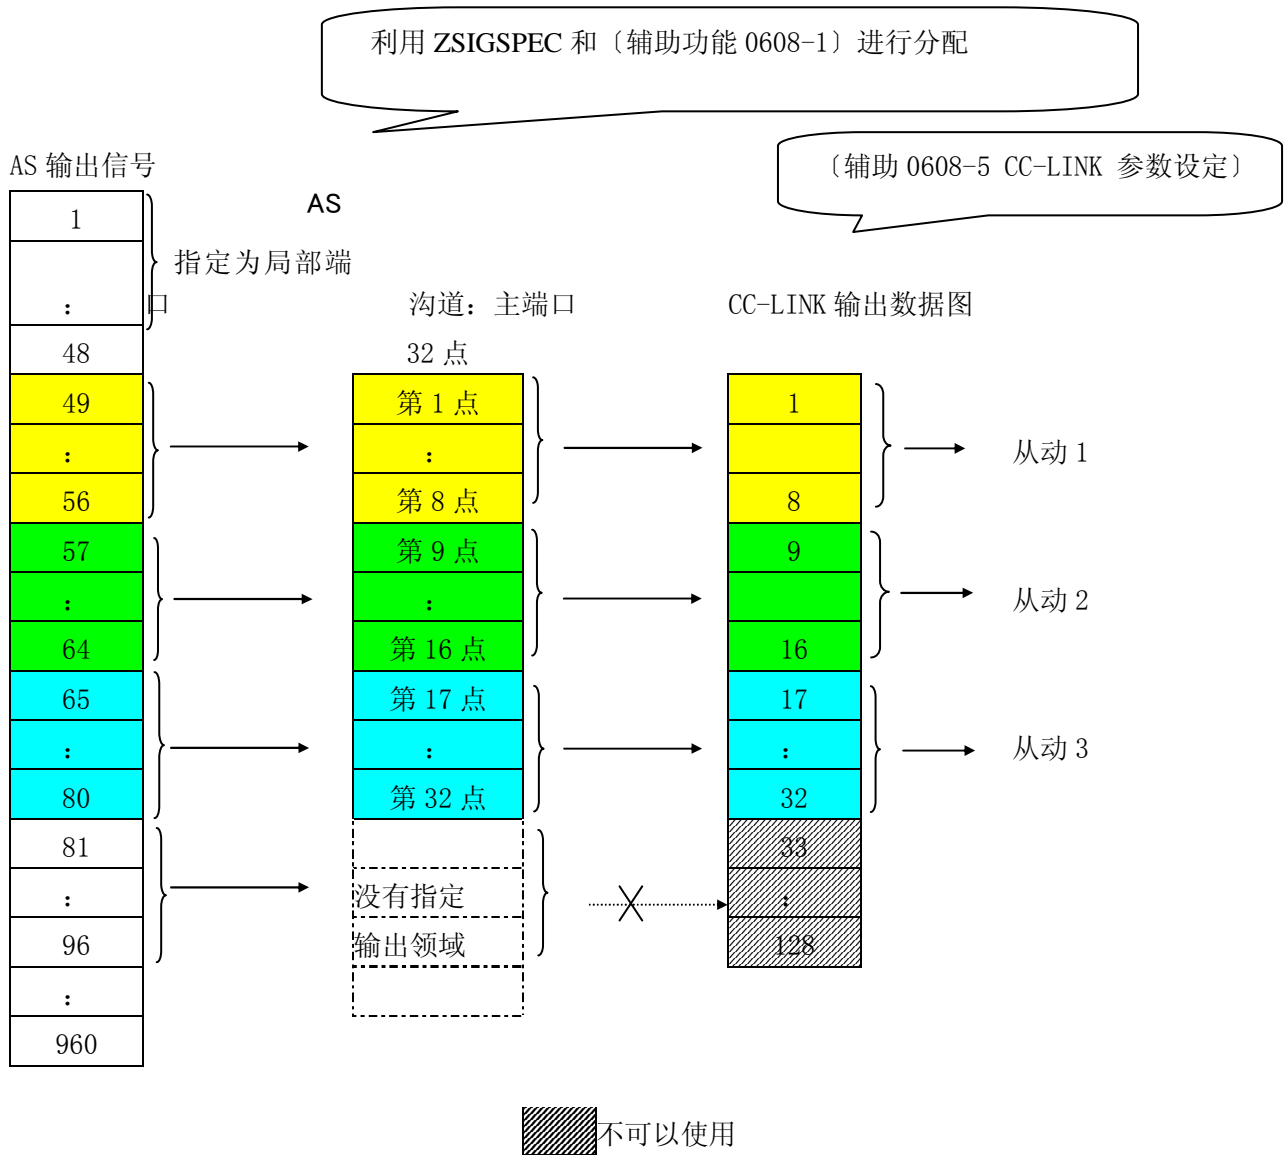 利用 ZSIGSPEC 和〔辅助功能 0608-1〕进行分配
〔辅助 0608-5 CC-LINK 参数设定〕
AS 输出信号
AS
1
指定为局部端
:
口
沟道：主端口
CC-LINK 输出数据图
48
32 点
49
第 1 点
1
:
:
从动 1
56
第 8 点
8
57
第 9 点
9
:
:
从动 2
64
第 16 点
16
65
第 17 点
17
:
:
:
从动 3
80
第 32 点
32
81
33
:
没有指定
:
96
输出领域
128
:
960
不可以使用